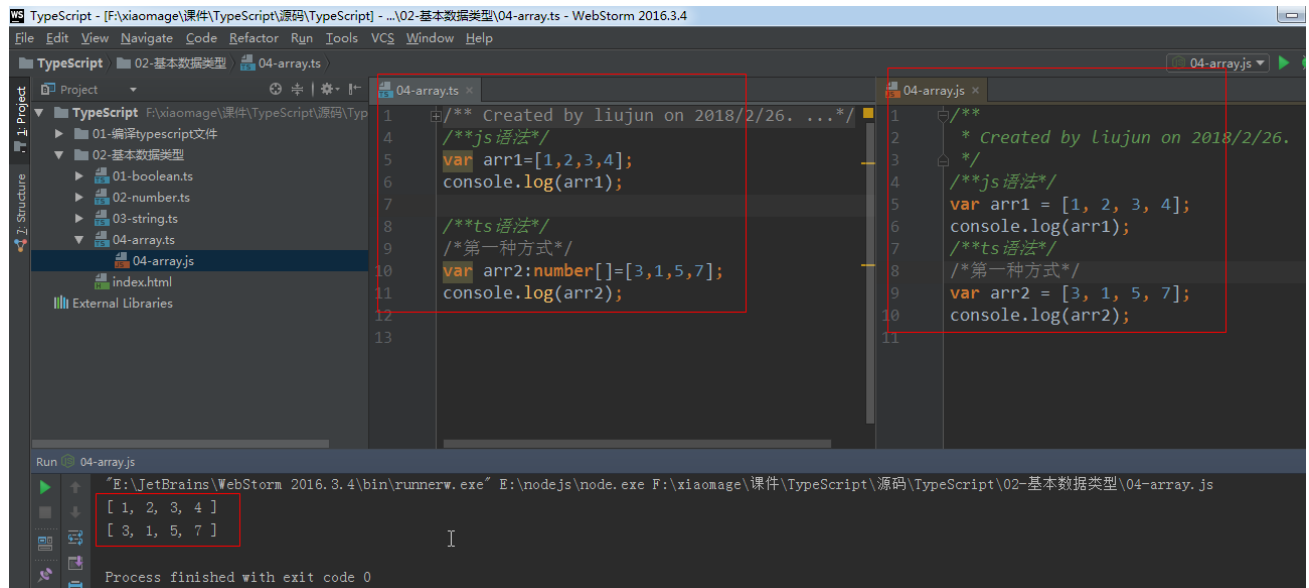 TypeScript - [F:\xiaomage\课件\TypeScript\源码\TypeScript] - ...\02-基本数据类型\04-array.ts - WebStorm 2016.3.4
File Edit View Navigate Code Refactor Run Tools VCS Window Help
TypeScript 02-基本数据类型 04-array.ts 04-array.js
1: Project
Z: Structure
Project
TypeScript F:\xiaomage\课件\TypeScript\源码\Typ
01-编译typescript文件
02-基本数据类型
01-boolean.ts
02-number.ts
03-string.ts
04-array.ts
04-array.js
index.html
External Libraries
04-array.ts
1 /** Created by liujun on 2018/2/26. ...*/
4 /**js语法*/
5 var arr1=[1,2,3,4];
6 console.log(arr1);
7
8 /**ts语法*/
9 /*第一种方式*/
10 var arr2:number[]=[3,1,5,7];
11 console.log(arr2);
12
13
04-array.js
1 /**
2 * Created by liujun on 2018/2/26.
3 */
4 /**js语法*/
5 var arr1 = [1, 2, 3, 4];
6 console.log(arr1);
7 /**ts语法*/
8 /*第一种方式*/
9 var arr2 = [3, 1, 5, 7];
10 console.log(arr2);
11
Run 04-array.js
"E:\JetBrains\WebStorm 2016.3.4\bin\runnerw.exe" E:\nodejs\node.exe F:\xiaomage\课件\TypeScript\源码\TypeScript\02-基本数据类型\04-array.js
[ 1, 2, 3, 4 ]
[ 3, 1, 5, 7 ]
Process finished with exit code 0